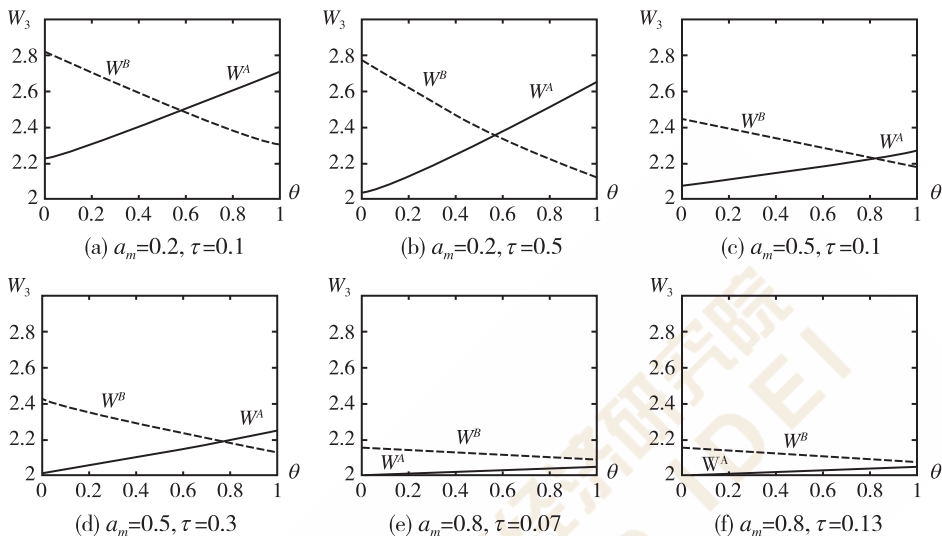 W₃ W₃ W₃
2.8 2.8 2.8
W^B W^B
2.6 W^A 2.6 W^A 2.6
2.4 2.4 2.4 W^B W^A
2.2 2.2 2.2
2 θ 2 θ 2 θ
0 0.2 0.4 0.6 0.8 1 0 0.2 0.4 0.6 0.8 1 0 0.2 0.4 0.6 0.8 1
(a) a_m=0.2, τ=0.1 (b) a_m=0.2, τ=0.5 (c) a_m=0.5, τ=0.1
W₃ W₃ W₃
2.8 2.8 2.8
2.6 2.6 2.6
2.4 W^B W^A 2.4 2.4
2.2 2.2 W^B 2.2 W^B
W^A W^A
2 θ 2 θ 2 θ
0 0.2 0.4 0.6 0.8 1 0 0.2 0.4 0.6 0.8 1 0 0.2 0.4 0.6 0.8 1
(d) a_m=0.5, τ=0.3 (e) a_m=0.8, τ=0.07 (f) a_m=0.8, τ=0.13
经济研究院
IDEI